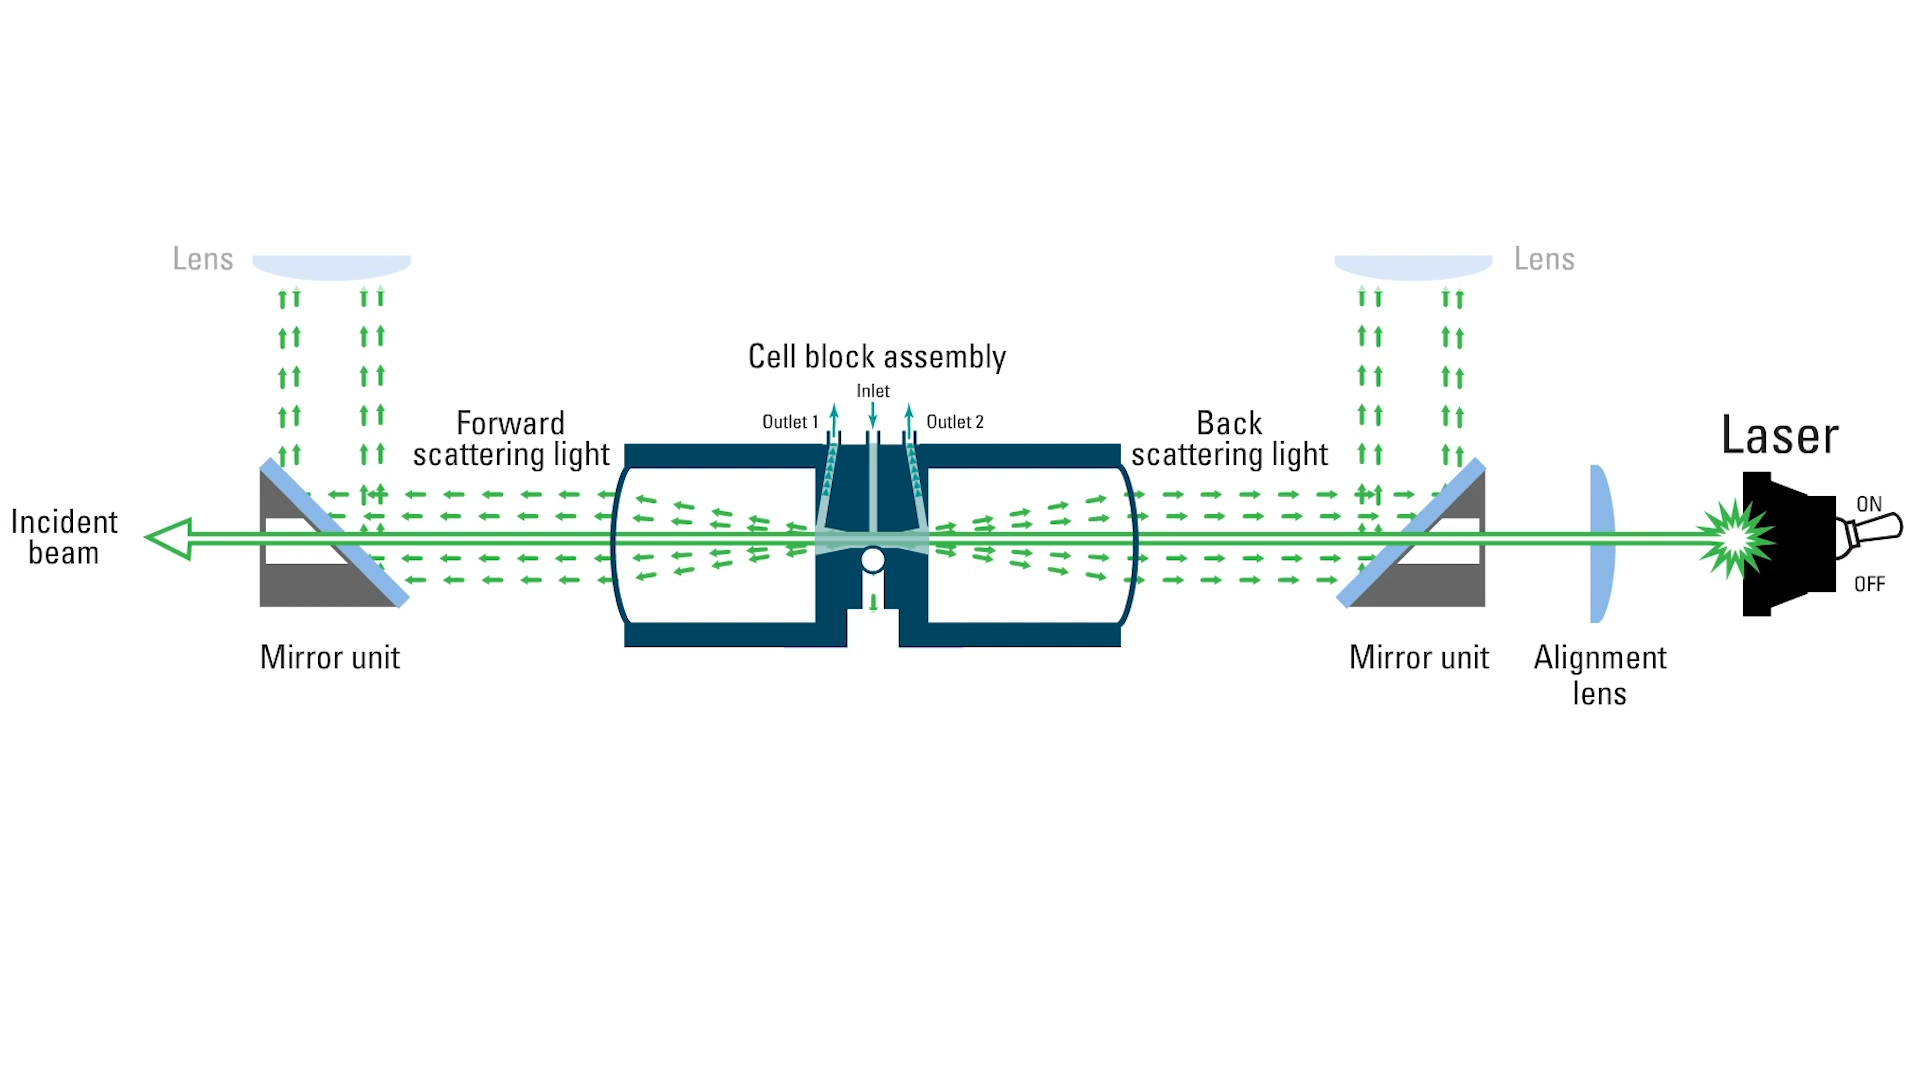 Lens
Lens
Cell block assembly
Inlet
Outlet 1
Outlet 2
Forward
scattering light
Back
scattering light
Laser
ON
OFF
Incident
beam
Mirror unit
Mirror unit
Alignment
lens